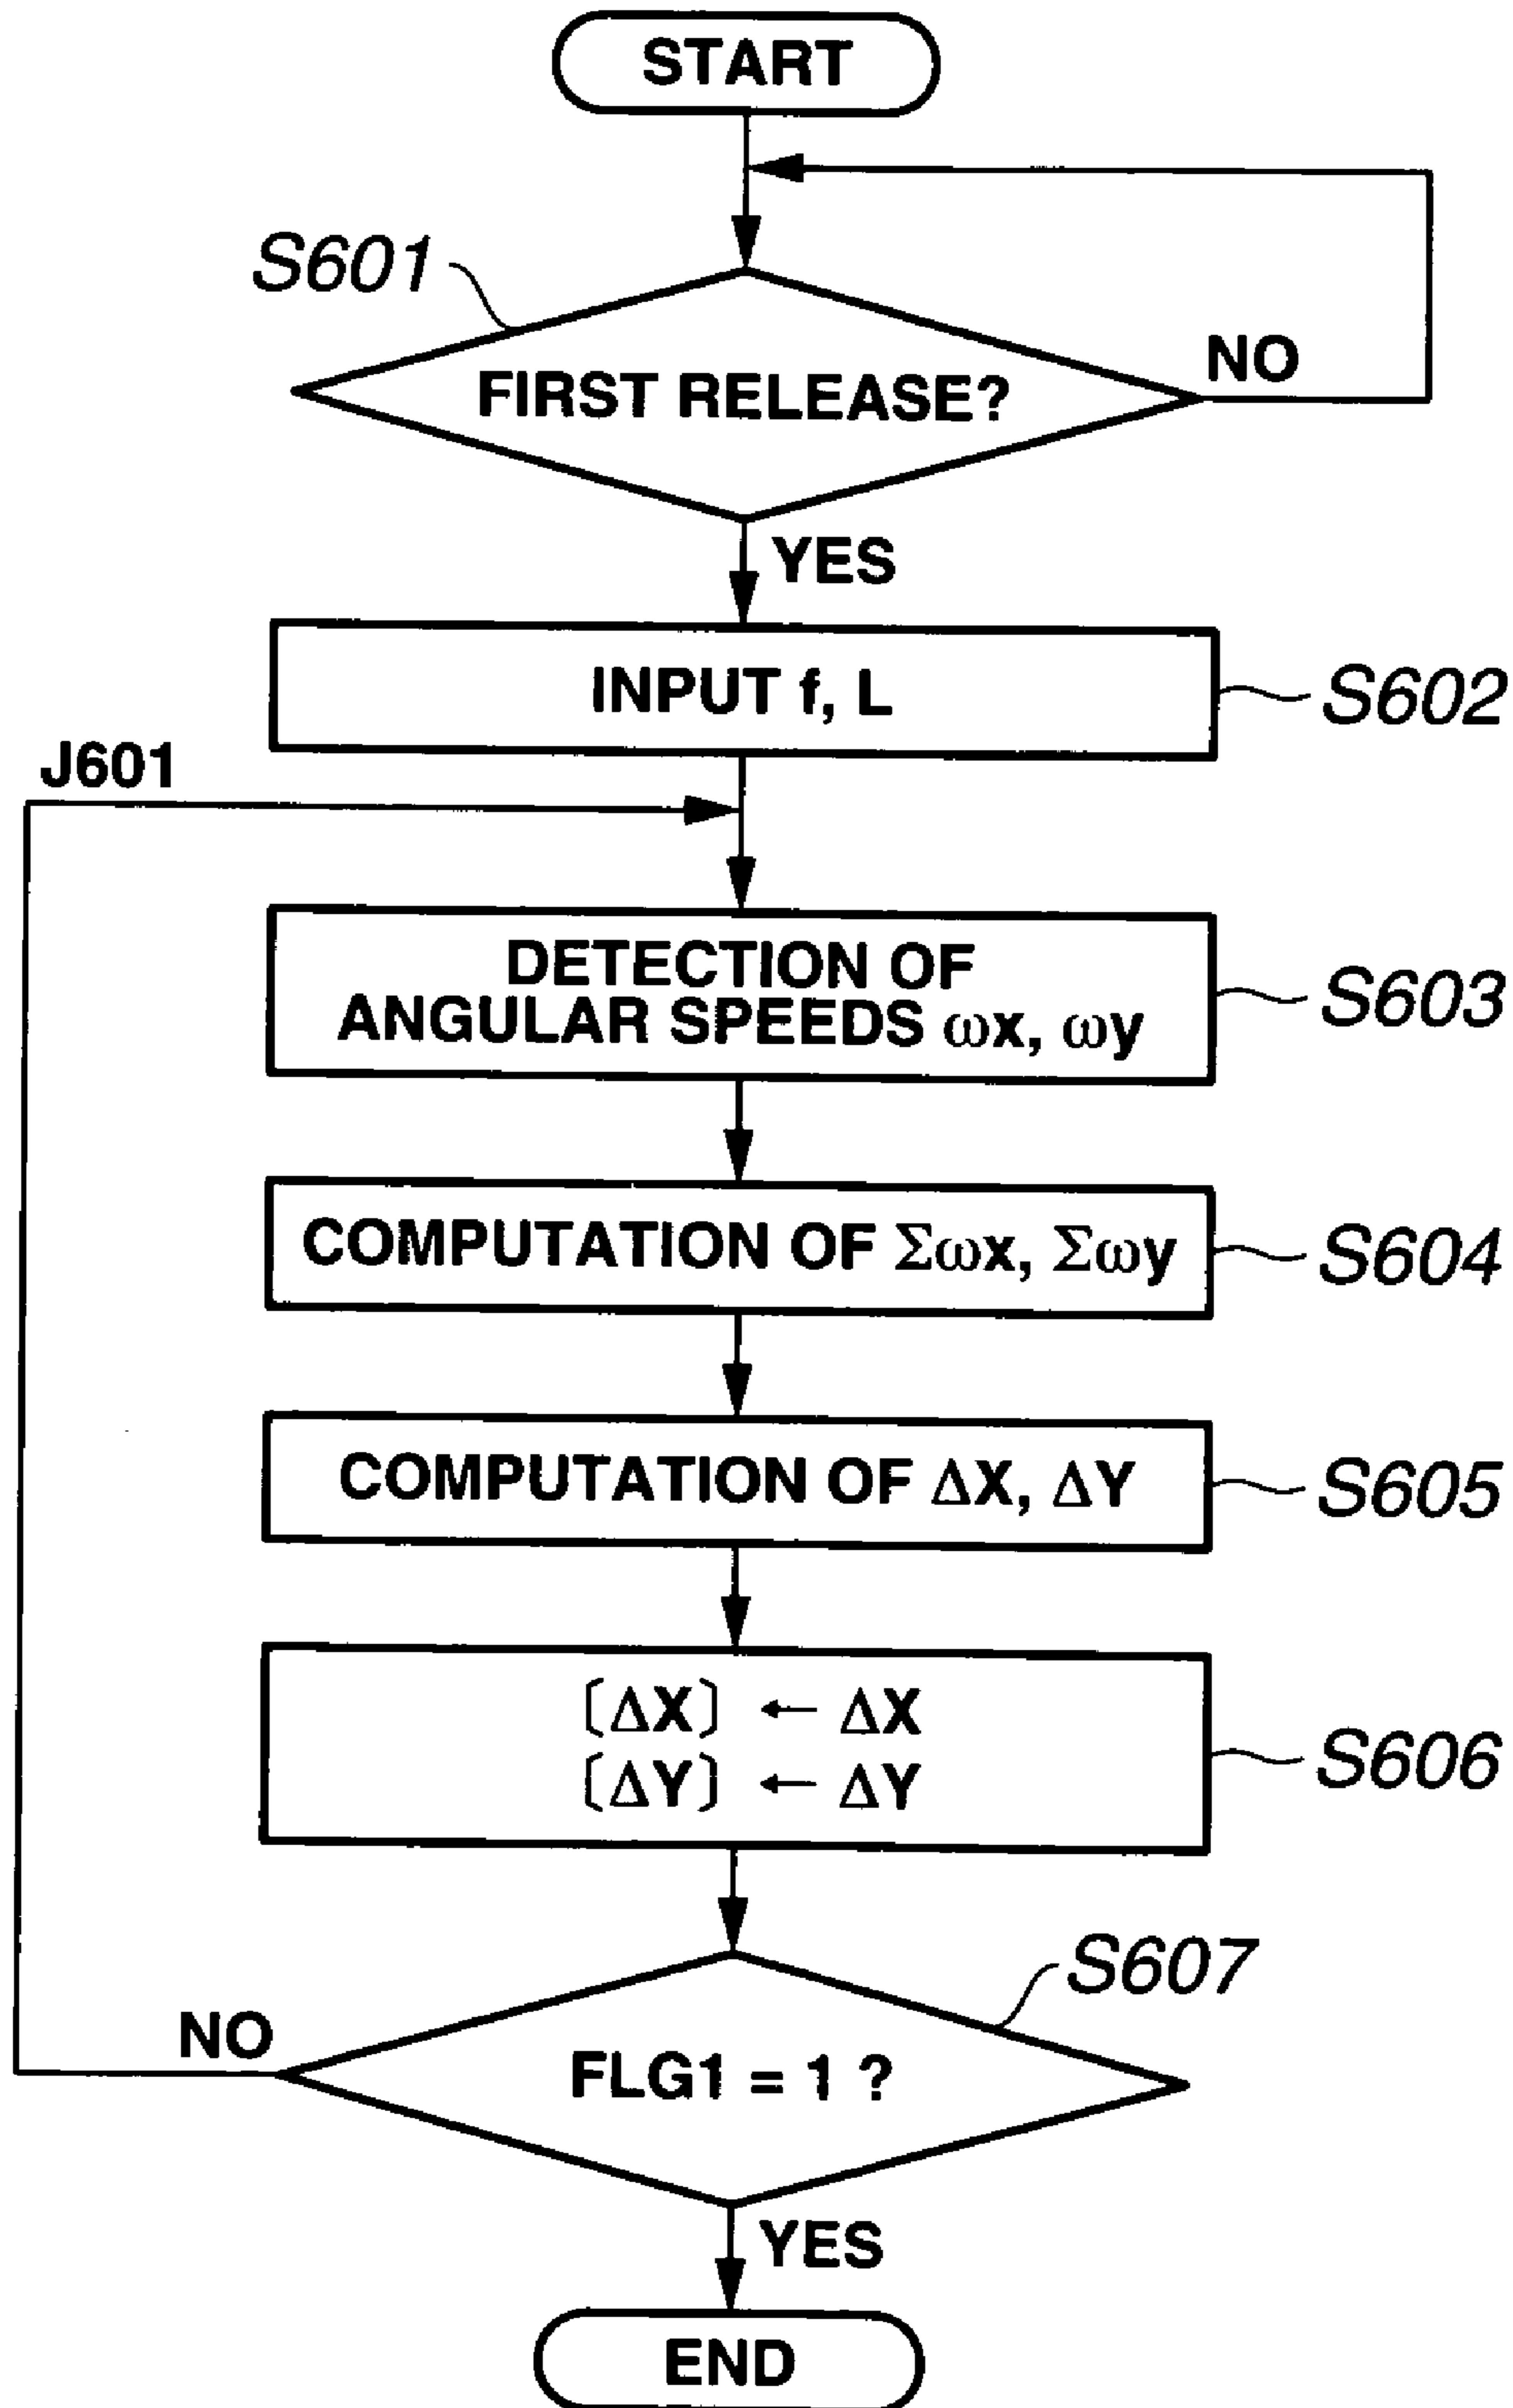 START
S601
FIRST RELEASE?
NO
YES
INPUT f, L
S602
J601
DETECTION OF
ANGULAR SPEEDS ωx, ωy
S603
COMPUTATION OF Σωx, Σωy
S604
COMPUTATION OF ΔX, ΔY
S605
[ΔX] ← ΔX
[ΔY] ← ΔY
S606
S607
NO
FLG1 = 1 ?
YES
END